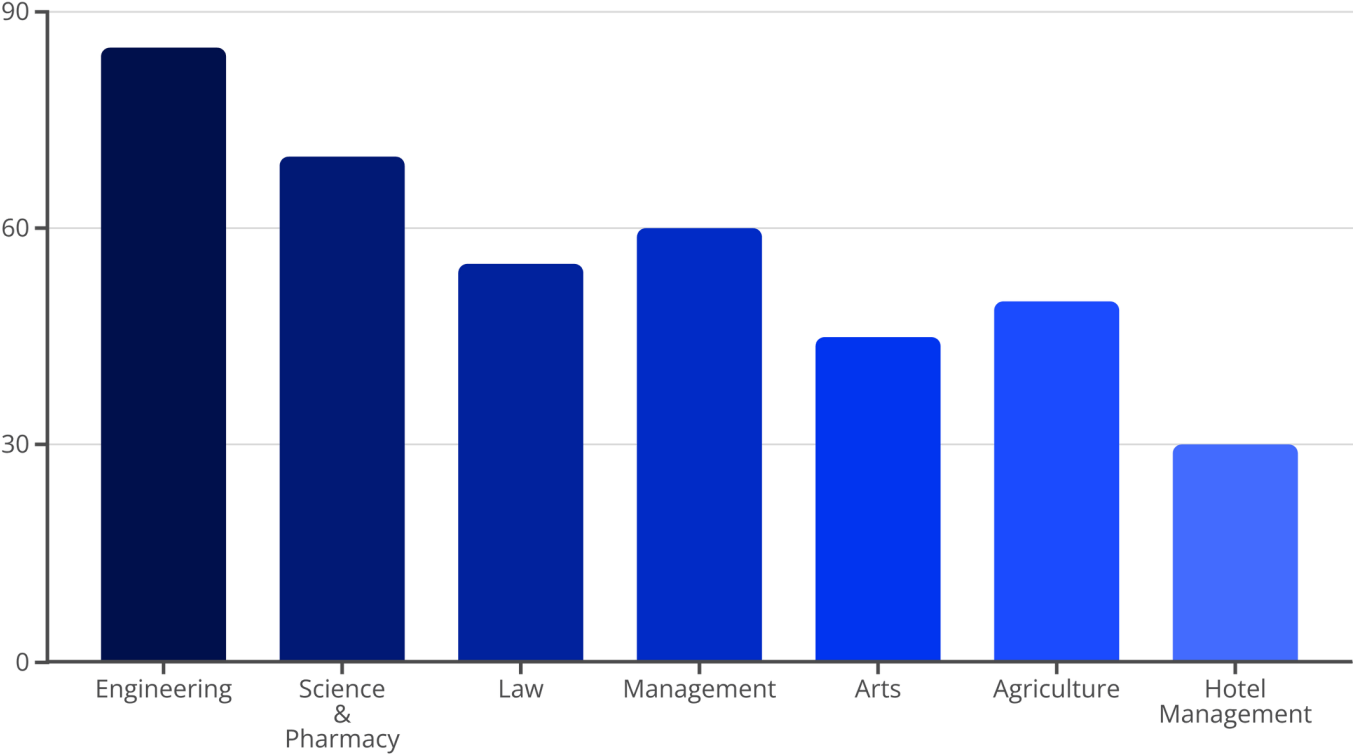 90
60
30
0
Engineering
Science
&
Pharmacy
Law
Management
Arts
Agriculture
Hotel
Management